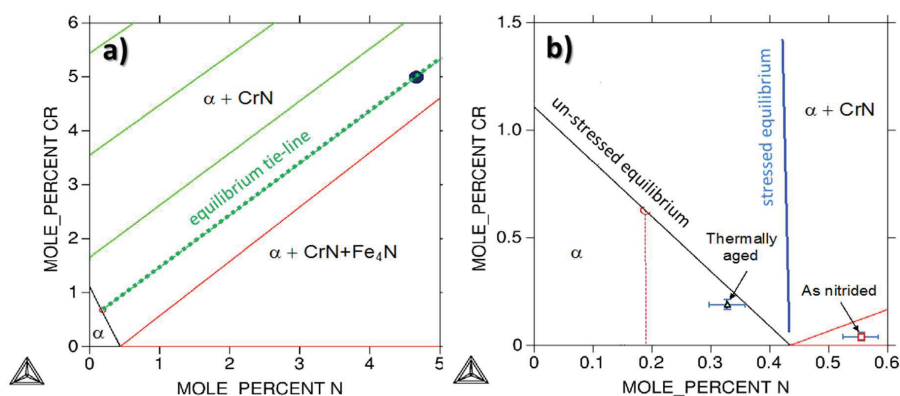 a)
6
5
4
3
2
1
0
0
1
2
3
4
5
MOLE_PERCENT CR
MOLE_PERCENT N
α + CrN
equilibrium tie-line
α + CrN+Fe₄N
α
b)
1.5
1.0
0.5
0
0
0.1
0.2
0.3
0.4
0.5
0.6
MOLE_PERCENT CR
MOLE_PERCENT N
un-stressed equilibrium
stressed equilibrium
α + CrN
α
Thermally
aged
As nitrided